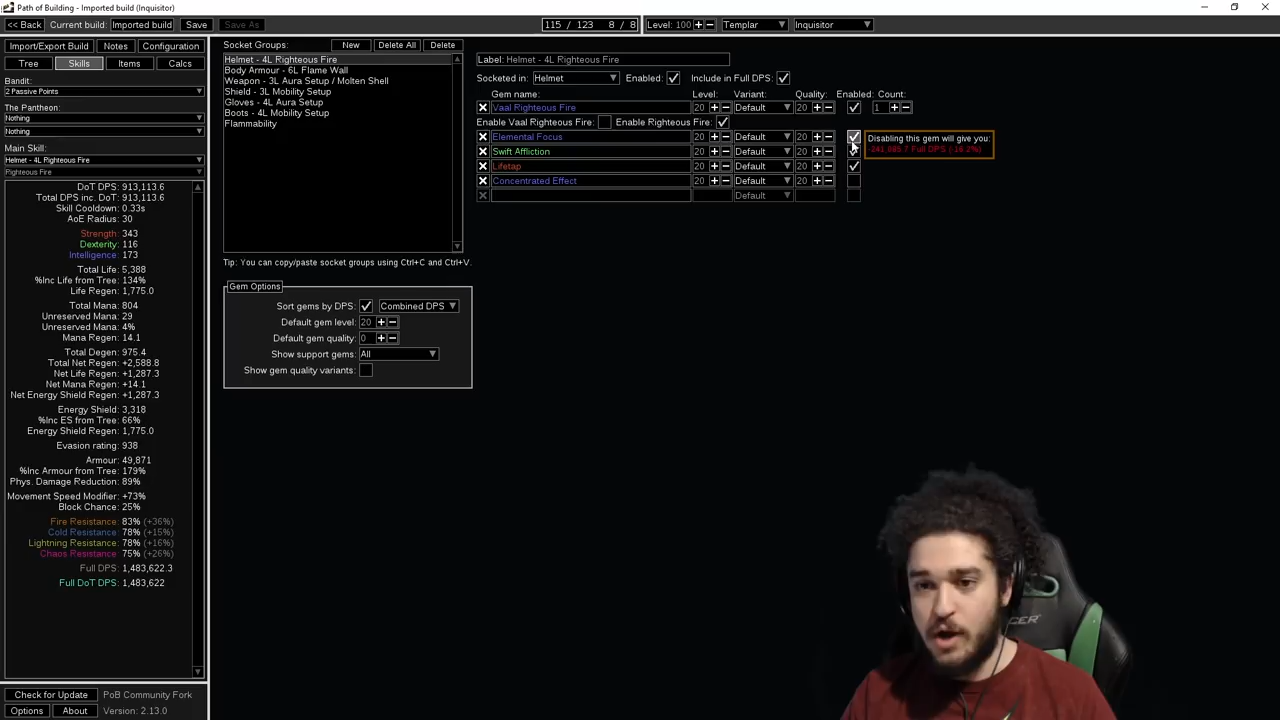 Path of Building - Imported build (Inquisitor)
<< Back Current build: Imported build Save Save As 115 / 123 8 / 8 Level: 100 + - Templar Inquisitor
Import/Export Build Notes Configuration
Tree Skills Items Calcs
Bandit:
2 Passive Points
The Pantheon:
Nothing
Nothing
Main Skill:
Helmet - 4L Righteous Fire
Righteous Fire
DoT DPS: 913,113.6
Total DPS inc. DoT: 913,113.6
Skill Cooldown: 0.33s
AoE Radius: 30
Strength: 343
Dexterity: 116
Intelligence: 173
Total Life: 5,388
%Inc Life from Tree: 134%
Life Regen: 1,775.0
Total Mana: 804
Unreserved Mana: 29
Unreserved Mana: 4%
Mana Regen: 14.1
Total Degen: 975.4
Total Net Regen: +2,588.8
Net Life Regen: +1,287.3
Net Mana Regen: +14.1
Net Energy Shield Regen: +1,287.3
Energy Shield: 3,318
%Inc ES from Tree: 66%
Energy Shield Regen: 1,775.0
Evasion rating: 938
Armour: 49,871
%Inc Armour from Tree: 179%
Phys. Damage Reduction: 89%
Movement Speed Modifier: +73%
Block Chance: 25%
Fire Resistance: 83% (+36%)
Cold Resistance: 78% (+15%)
Lightning Resistance: 78% (+16%)
Chaos Resistance: 75% (+26%)
Full DPS: 1,483,622.3
Full DoT DPS: 1,483,622
Check for Update PoB Community Fork
Options About Version: 2.13.0
Socket Groups: New Delete All Delete
Helmet - 4L Righteous Fire
Body Armour - 6L Flame Wall
Weapon - 3L Aura Setup / Molten Shell
Shield - 3L Mobility Setup
Gloves - 4L Aura Setup
Boots - 4L Mobility Setup
Flammability
Tip: You can copy/paste socket groups using Ctrl+C and Ctrl+V.
Gem Options
Sort gems by DPS: Combined DPS
Default gem level: 20 + -
Default gem quality: 0 + -
Show support gems: All
Show gem quality variants:
Label: Helmet - 4L Righteous Fire
Socketed in: Helmet Enabled: Include in Full DPS:
Gem name: Level: Variant: Quality: Enabled: Count:
Vaal Righteous Fire 20 + - Default 20 + - 1 + -
Enable Vaal Righteous Fire: Enable Righteous Fire:
Elemental Focus 20 + - Default 20 + -
Swift Affliction 20 + - Default 20 + -
Lifetap 20 + - Default 20 + -
Concentrated Effect 20 + - Default 20 + -
Default
Disabling this gem will give you:
Full DPS